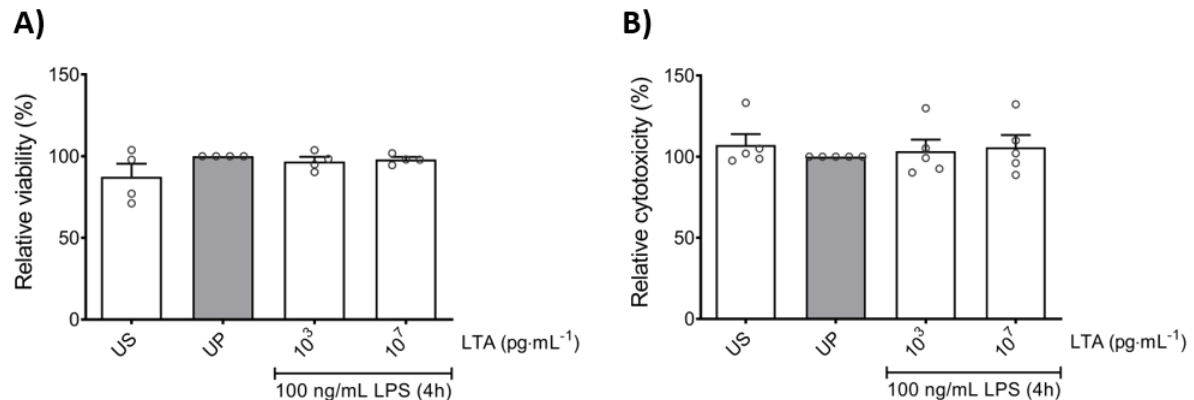 A)
Relative viability (%)
150
100
50
0
US
UP
10³
10⁷
LTA (pg·mL⁻¹)
100 ng/mL LPS (4h)
B)
Relative cytotoxicity (%)
150
100
50
0
US
UP
10³
10⁷
LTA (pg·mL⁻¹)
100 ng/mL LPS (4h)